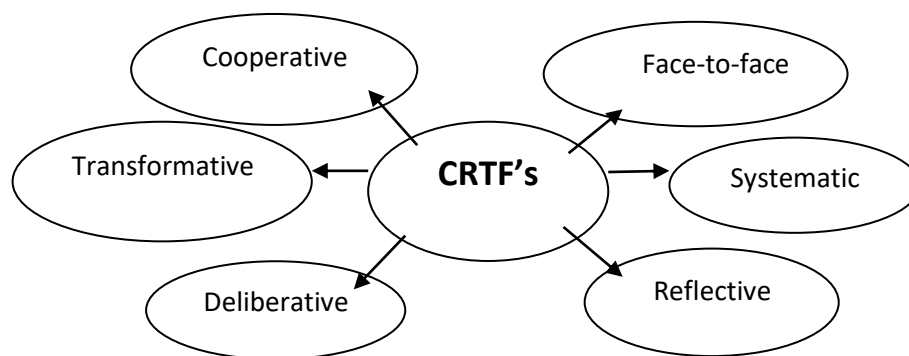 Cooperative
Face-to-face
Transformative
CRTF’s
Systematic
Deliberative
Reflective